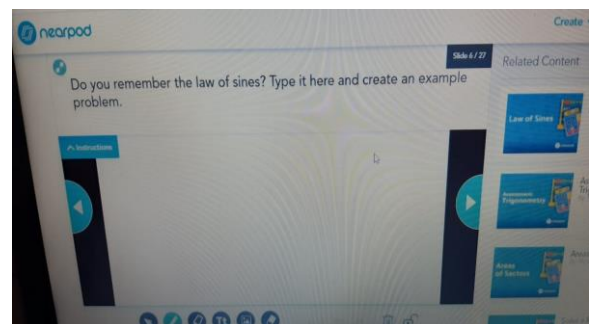 nearpod
Create
Slide 6 / 27
Related Content
Do you remember the law of sines? Type it here and create an example
problem.
Instructions
Law of Sines
Trigonometry
Areas
of Sectors